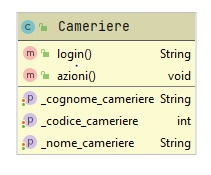 C Cameriere
m login() String
m azioni() void
p _cognome_cameriere String
p _codice_cameriere int
p _nome_cameriere String